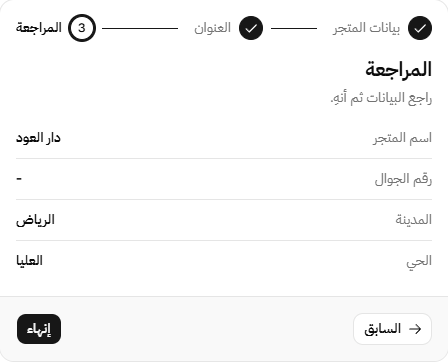 بيانات المتجر العنوان 3 المراجعة
المراجعة
راجع البيانات ثم أنهِ.
اسم المتجر دار العود
رقم الجوال -
المدينة الرياض
الحي العليا
السابق إنهاء